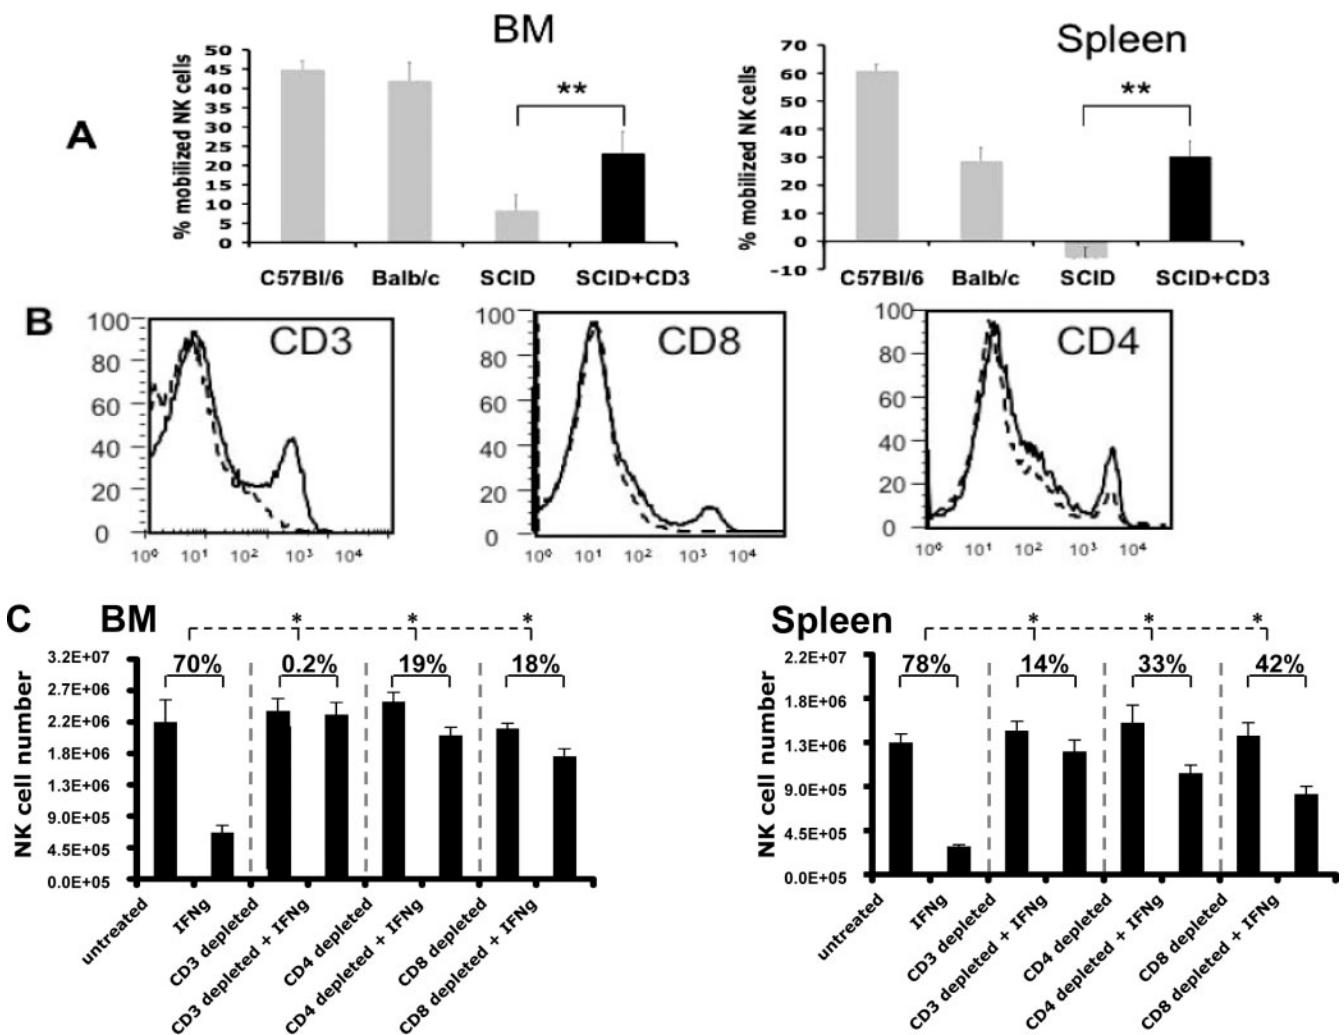 BM
Spleen
A
% mobilized NK cells
50
45
40
35
30
25
20
15
10
5
0
**
C57Bl/6 Balb/c SCID SCID+CD3
% mobilized NK cells
70
60
50
40
30
20
10
0
-10
**
C57Bl/6 Balb/c SCID SCID+CD3
B
CD3
100
80
60
40
20
0
10⁰ 10¹ 10² 10³ 10⁴
CD8
100
80
60
40
20
0
10⁰ 10¹ 10² 10³ 10⁴
CD4
100
80
60
40
20
0
10⁰ 10¹ 10² 10³ 10⁴
C BM
* * *
70% 0.2% 19% 18%
NK cell number
3.2E+07
2.7E+06
2.2E+06
1.8E+06
1.3E+06
9.0E+05
4.5E+05
0.0E+05
untreated
IFNg
CD3 depleted
CD3 depleted + IFNg
CD4 depleted
CD4 depleted + IFNg
CD8 depleted
CD8 depleted + IFNg
Spleen
* * *
78% 14% 33% 42%
NK cell number
2.2E+07
1.8E+06
1.3E+06
9.0E+05
4.5E+05
0.0E+05
untreated
IFNg
CD3 depleted
CD3 depleted + IFNg
CD4 depleted
CD4 depleted + IFNg
CD8 depleted
CD8 depleted + IFNg